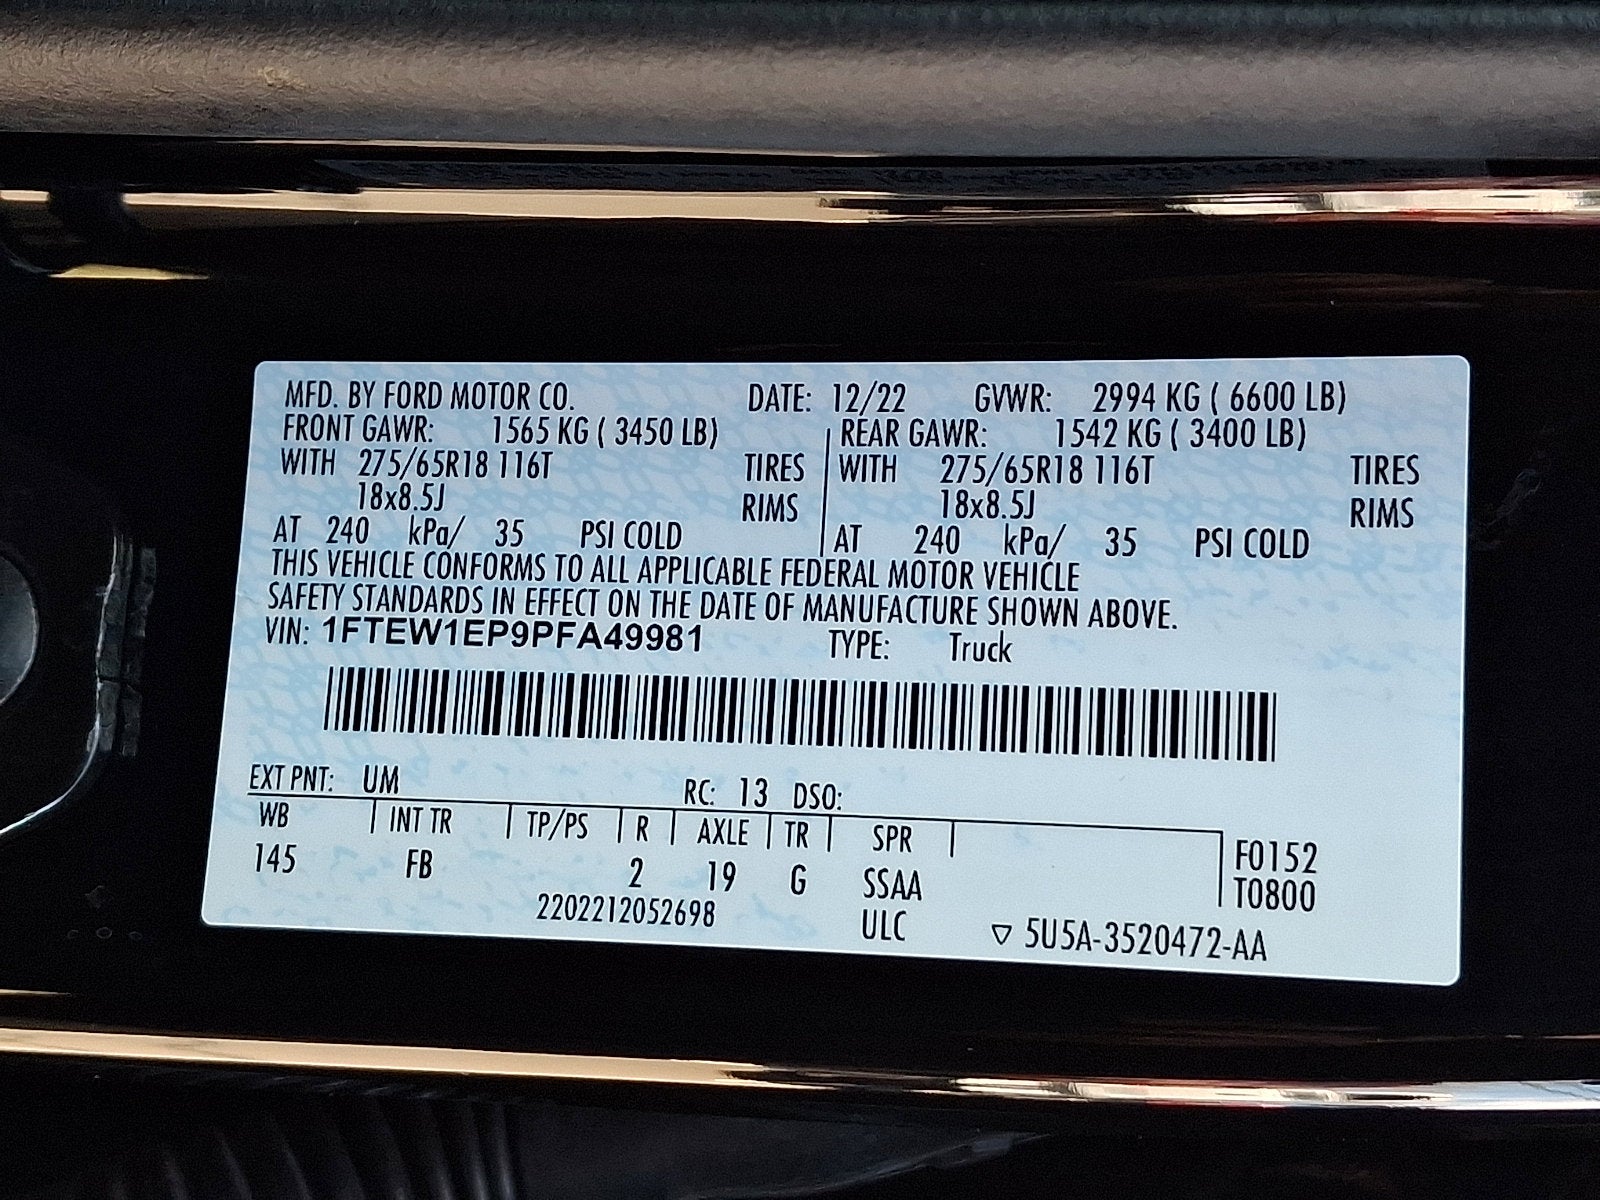 MFD. BY FORD MOTOR CO. DATE: 12/22 GVWR: 2994 KG ( 6600 LB)
FRONT GAWR: 1565 KG ( 3450 LB) REAR GAWR: 1542 KG ( 3400 LB)
WITH 275/65R18 116T TIRES WITH 275/65R18 116T TIRES
18x8.5J RIMS 18x8.5J RIMS
AT 240 kPa/ 35 PSI COLD AT 240 kPa/ 35 PSI COLD
THIS VEHICLE CONFORMS TO ALL APPLICABLE FEDERAL MOTOR VEHICLE
SAFETY STANDARDS IN EFFECT ON THE DATE OF MANUFACTURE SHOWN ABOVE.
VIN: 1FTEW1EP9PFA49981 TYPE: Truck
EXT PNT: UM RC: 13 DSO:
WB INT TR TP/PS R AXLE TR SPR F0152
145 FB 2 19 G SSAA T0800
2202212052698 ULC ▽ 5U5A-3520472-AA